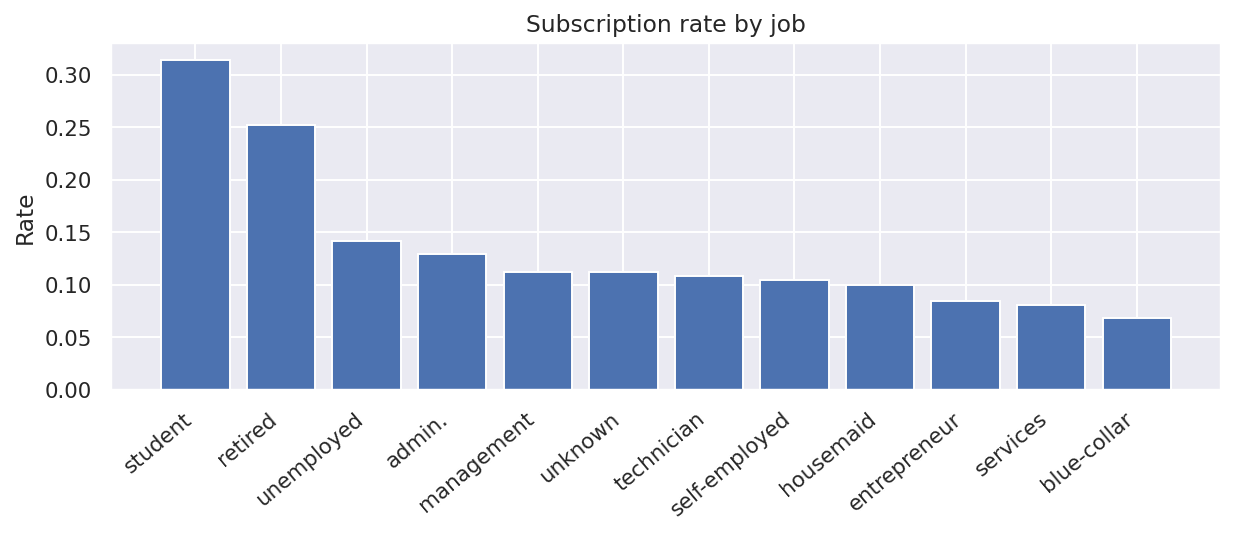 Subscription rate by job
Rate
0.30
0.25
0.20
0.15
0.10
0.05
0.00
student
retired
unemployed
admin.
management
unknown
technician
self-employed
housemaid
entrepreneur
services
blue-collar